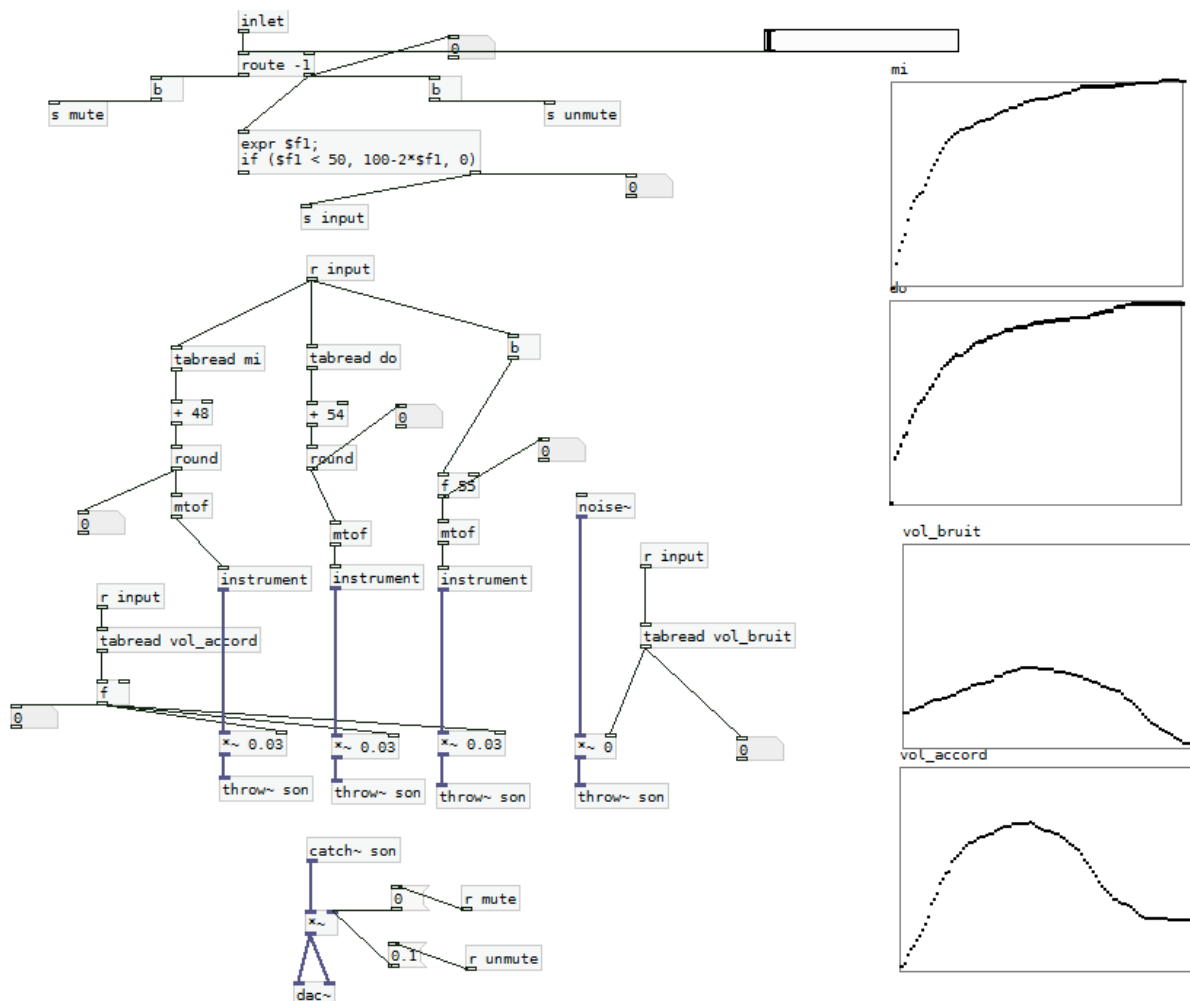 inlet
0
route -1
mi
b
b
s mute
s unmute
expr $f1;
if ($f1 < 50, 100-2*$f1, 0)
0
s input
r input
do
b
tabread mi
tabread do
+ 48
+ 54
0
round
round
0
f 55
mtof
noise~
0
mtof
mtof
vol_bruit
r input
instrument
instrument
instrument
r input
tabread vol_accord
tabread vol_bruit
f
0
*~ 0.03
*~ 0.03
*~ 0.03
*~ 0
0
vol_accord
throw~ son
throw~ son
throw~ son
throw~ son
catch~ son
0
r mute
*~
0.1
r unmute
dac~